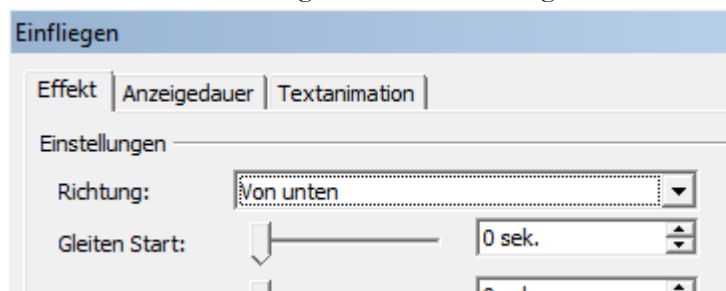 Einfliegen
Effekt Anzeigedauer Textanimation
Einstellungen
Richtung: Von unten
Gleiten Start: 0 sek.